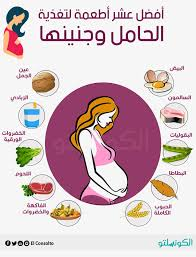 أفضل عشر أطعمة لتغذية
الحامل وجنينها
عين
الجمل
البيض
الزبادي
السالمون
الخضروات
الورقية
البقوليات
اللحوم
البطاطا
الفاكهة
والخضروات
الحبوب
الكاملة
الكونسلتو
El Consolto
الكونسلتو